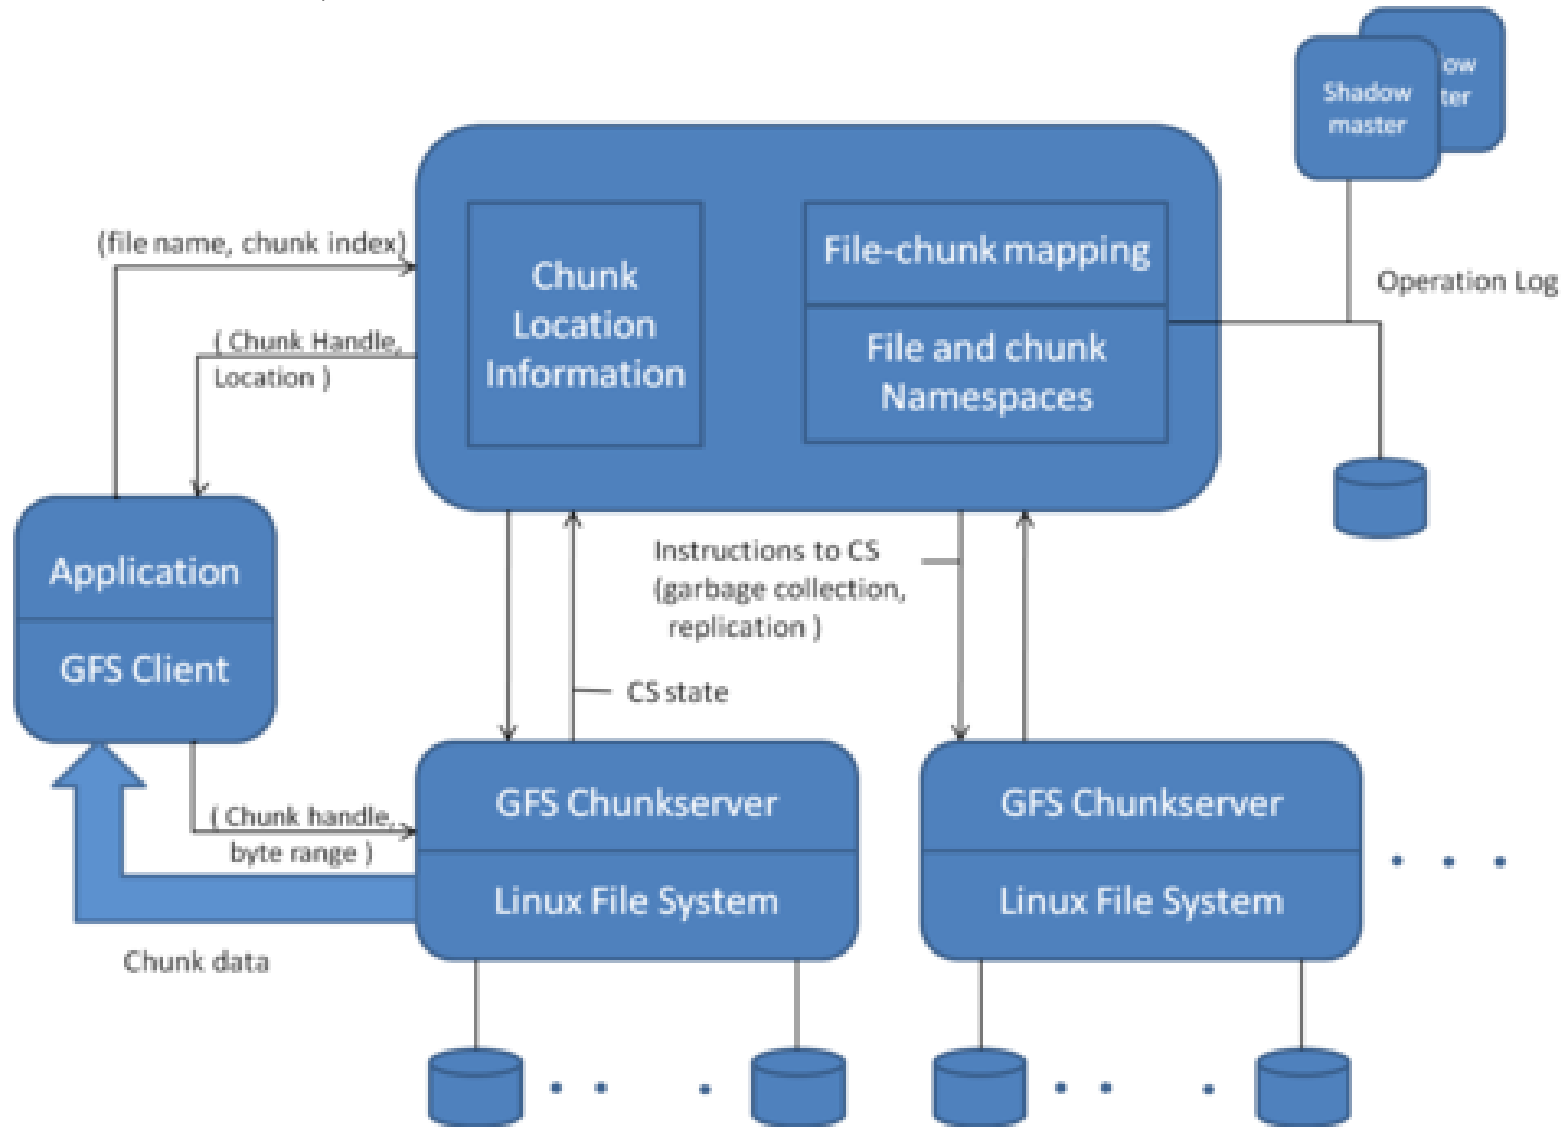 Shadow
master
ow
ter
(file name, chunk index)
Chunk
Location
Information
File-chunk mapping
File and chunk
Namespaces
Operation Log
( Chunk Handle,
Location )
Application
GFS Client
Instructions to CS
(garbage collection,
replication )
CS state
( Chunk handle,
byte range )
GFS Chunkserver
Linux File System
GFS Chunkserver
Linux File System
Chunk data